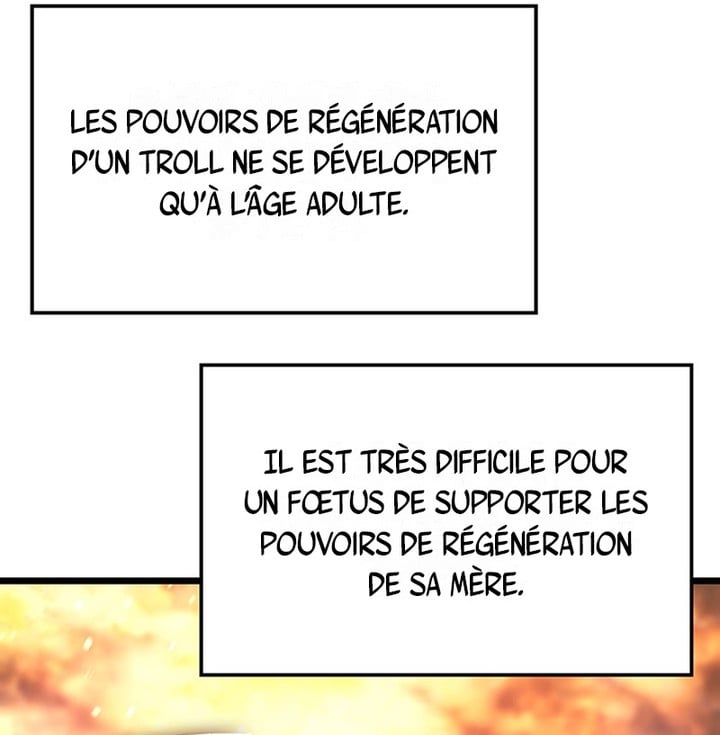 LES POUVOIRS DE RÉGÉNÉRATION
D'UN TROLL NE SE DÉVELOPPENT
QU'À L'ÂGE ADULTE.
IL EST TRÈS DIFFICILE POUR
UN FŒTUS DE SUPPORTER LES
POUVOIRS DE RÉGÉNÉRATION
DE SA MÈRE.